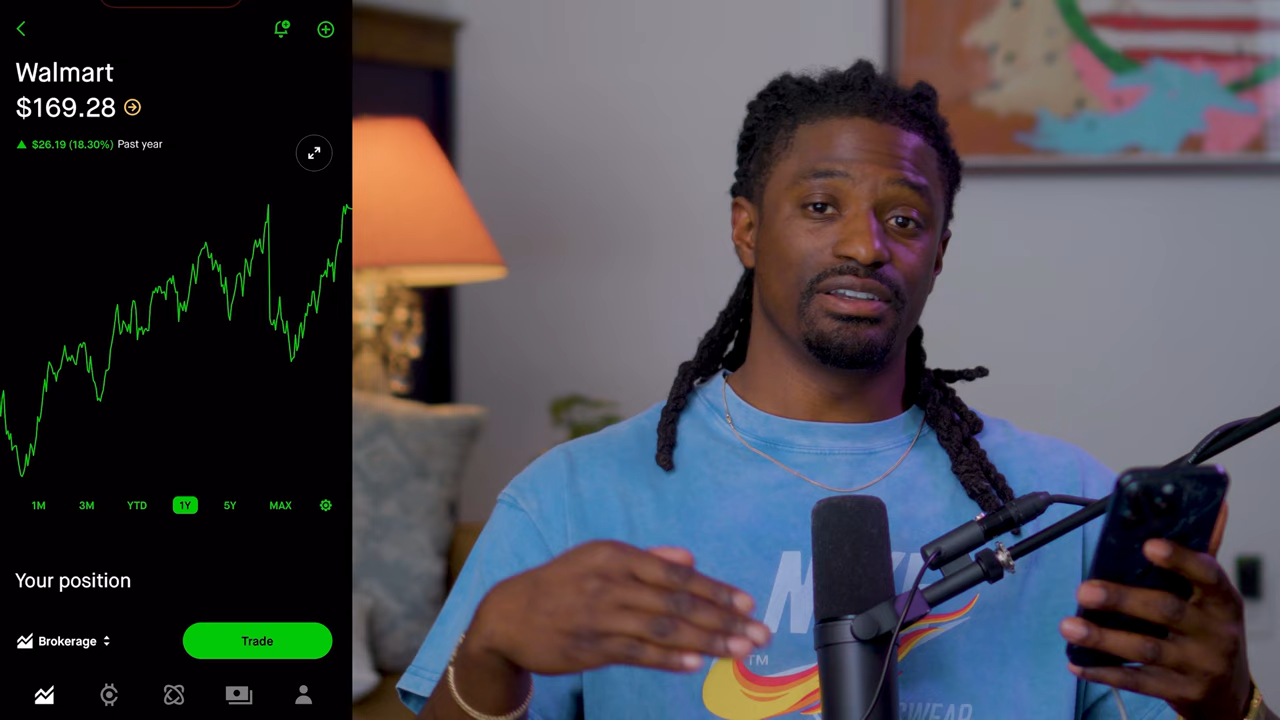 Walmart
$169.28
$26.19 (18.30%) Past year
1M 3M YTD 1Y 5Y MAX
Your position
Brokerage Trade
TM